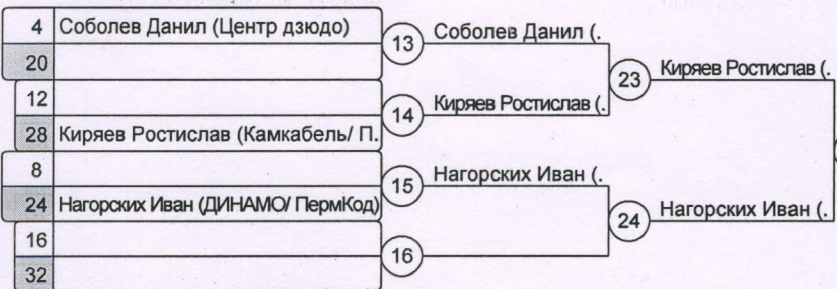 4 Соболев Данил (Центр дзюдо)
20
12
28 Киряев Ростислав (Камкабель/ П.
8
24 Нагорских Иван (ДИНАМО/ ПермКод)
16
32
13 Соболев Данил (.
14 Киряев Ростислав (.
15 Нагорских Иван (.
16
23 Киряев Ростислав (.
24 Нагорских Иван (.